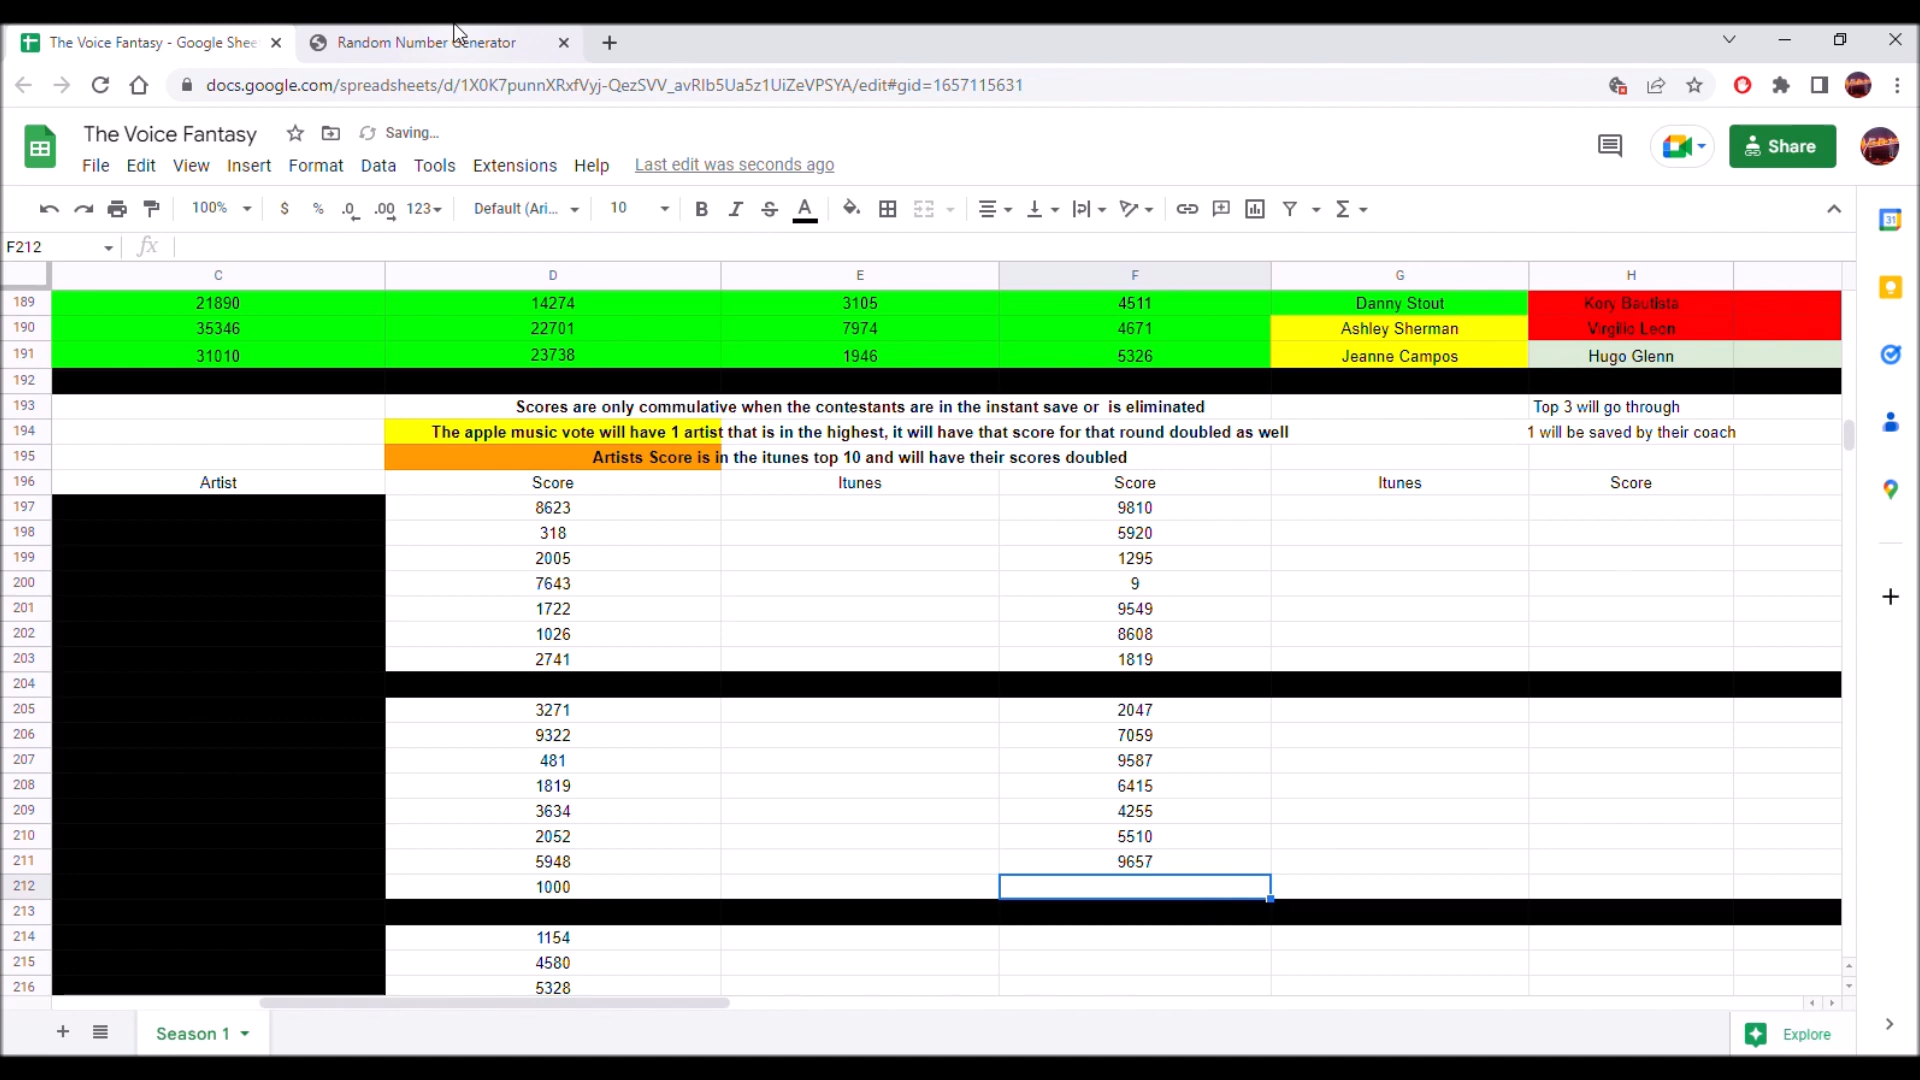 The Voice Fantasy - Google Shee
Random Number Generator
docs.google.com/spreadsheets/d/1X0K7punnXRxfVyj-QezSVV_avRIb5Ua5z1UiZeVPSYA/edit#gid=1657115631
The Voice Fantasy
Saving...
Share
File Edit View Insert Format Data Tools Extensions Help Last edit was seconds ago
100% $ % .0 .00 123 Default (Ari... 10 B I S A
31
F212 fx
C D E F G H
189 21890 14274 3105 4511 Danny Stout Kory Bautista
190 35346 22701 7974 4671 Ashley Sherman Virgilio Leon
191 31010 23738 1946 5326 Jeanne Campos Hugo Glenn
192
193 Scores are only commulative when the contestants are in the instant save or is eliminated Top 3 will go through
194 The apple music vote will have 1 artist that is in the highest, it will have that score for that round doubled as well 1 will be saved by their coach
195 Artists Score is in the itunes top 10 and will have their scores doubled
196 Artist Score Itunes Score Itunes Score
197 8623 9810
198 318 5920
199 2005 1295
200 7643 9
201 1722 9549
202 1026 8608
203 2741 1819
204
205 3271 2047
206 9322 7059
207 481 9587
208 1819 6415
209 3634 4255
210 2052 5510
211 5948 9657
212 1000
213
214 1154
215 4580
216 5328
Season 1
Explore